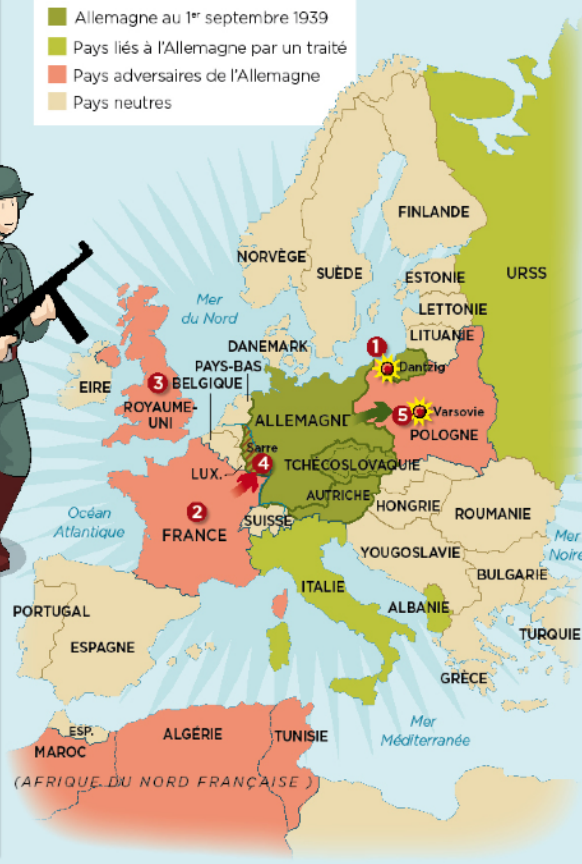 Allemagne au 1er septembre 1939
Pays liés à l'Allemagne par un traité
Pays adversaires de l'Allemagne
Pays neutres
FINLANDE
NORVÈGE
SUÈDE
ESTONIE
URSS
Mer
du Nord
LETTONIE
LITUANIE
DANEMARK
1
Dantzig
PAYS-BAS
EIRE
3
BELGIQUE
ROYAUME-
UNI
ALLEMAGNE
5
Varsovie
POLOGNE
Sarre
4
LUX.
TCHÉCOSLOVAQUIE
AUTRICHE
Océan
Atlantique
2
FRANCE
SUISSE
HONGRIE
ROUMANIE
Mer
Noire
YOUGOSLAVIE
BULGARIE
ITALIE
ALBANIE
PORTUGAL
ESPAGNE
TURQUIE
GRÈCE
Mer
Méditerranée
ESP.
MAROC
ALGÉRIE
TUNISIE
(AFRIQUE DU NORD FRANÇAISE)